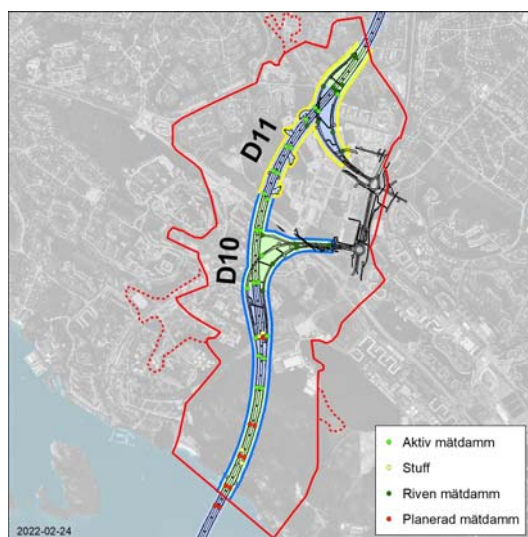 D11
D10
Aktiv mätdamm
Stuff
Riven mätdamm
Planerad mätdamm
2022-02-24